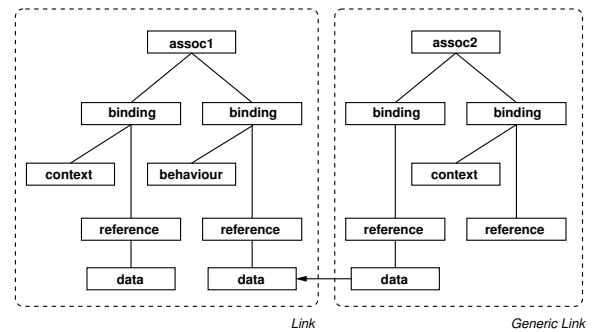 assoc1
assoc2
binding
binding
binding
binding
context
behaviour
context
reference
reference
reference
reference
data
data
data
Link
Generic Link